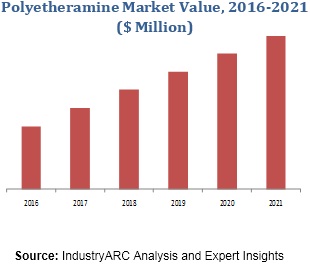 Polyetheramine Market Value, 2016-2021
($ Million)
2016 2017 2018 2019 2020 2021
Source: IndustryARC Analysis and Expert Insights